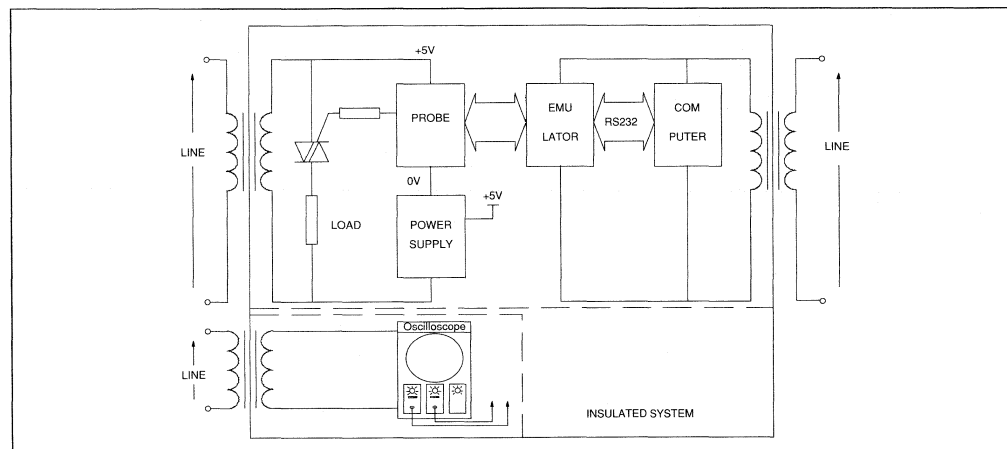 +5V
LINE
PROBE
EMU
LATOR
RS232
COM
PUTER
LINE
0V
+5V
LOAD
POWER
SUPPLY
Oscilloscope
LINE
INSULATED SYSTEM